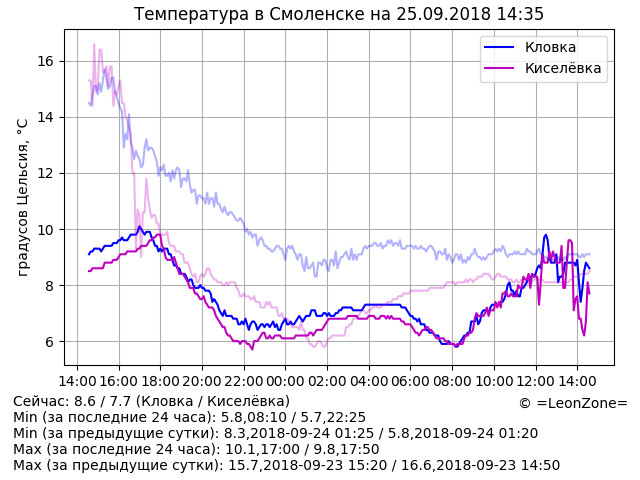 Температура в Смоленске на 25.09.2018 14:35
Кловка
Киселёвка
градусов Цельсия, °C
16
14
12
10
8
6
14:00 16:00 18:00 20:00 22:00 00:00 02:00 04:00 06:00 08:00 10:00 12:00 14:00
Сейчас: 8.6 / 7.7 (Кловка / Киселёвка)
© =LeonZone=
Min (за последние 24 часа): 5.8,08:10 / 5.7,22:25
Min (за предыдущие сутки): 8.3,2018-09-24 01:25 / 5.8,2018-09-24 01:20
Max (за последние 24 часа): 10.1,17:00 / 9.8,17:50
Max (за предыдущие сутки): 15.7,2018-09-23 15:20 / 16.6,2018-09-23 14:50